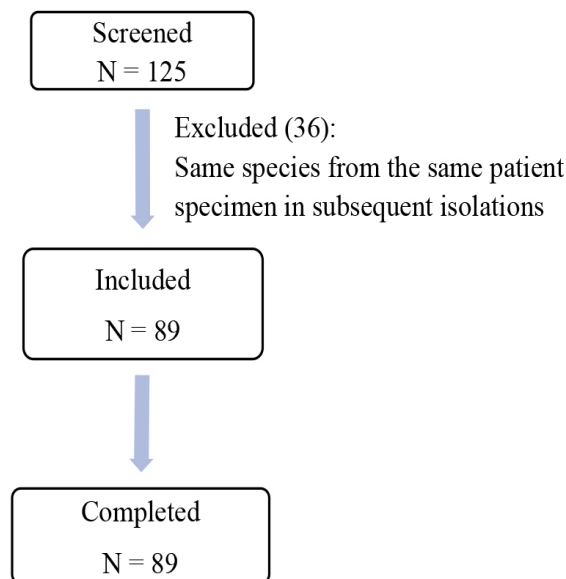 Screened
N = 125
Excluded (36):
Same species from the same patient
specimen in subsequent isolations
Included
N = 89
Completed
N = 89